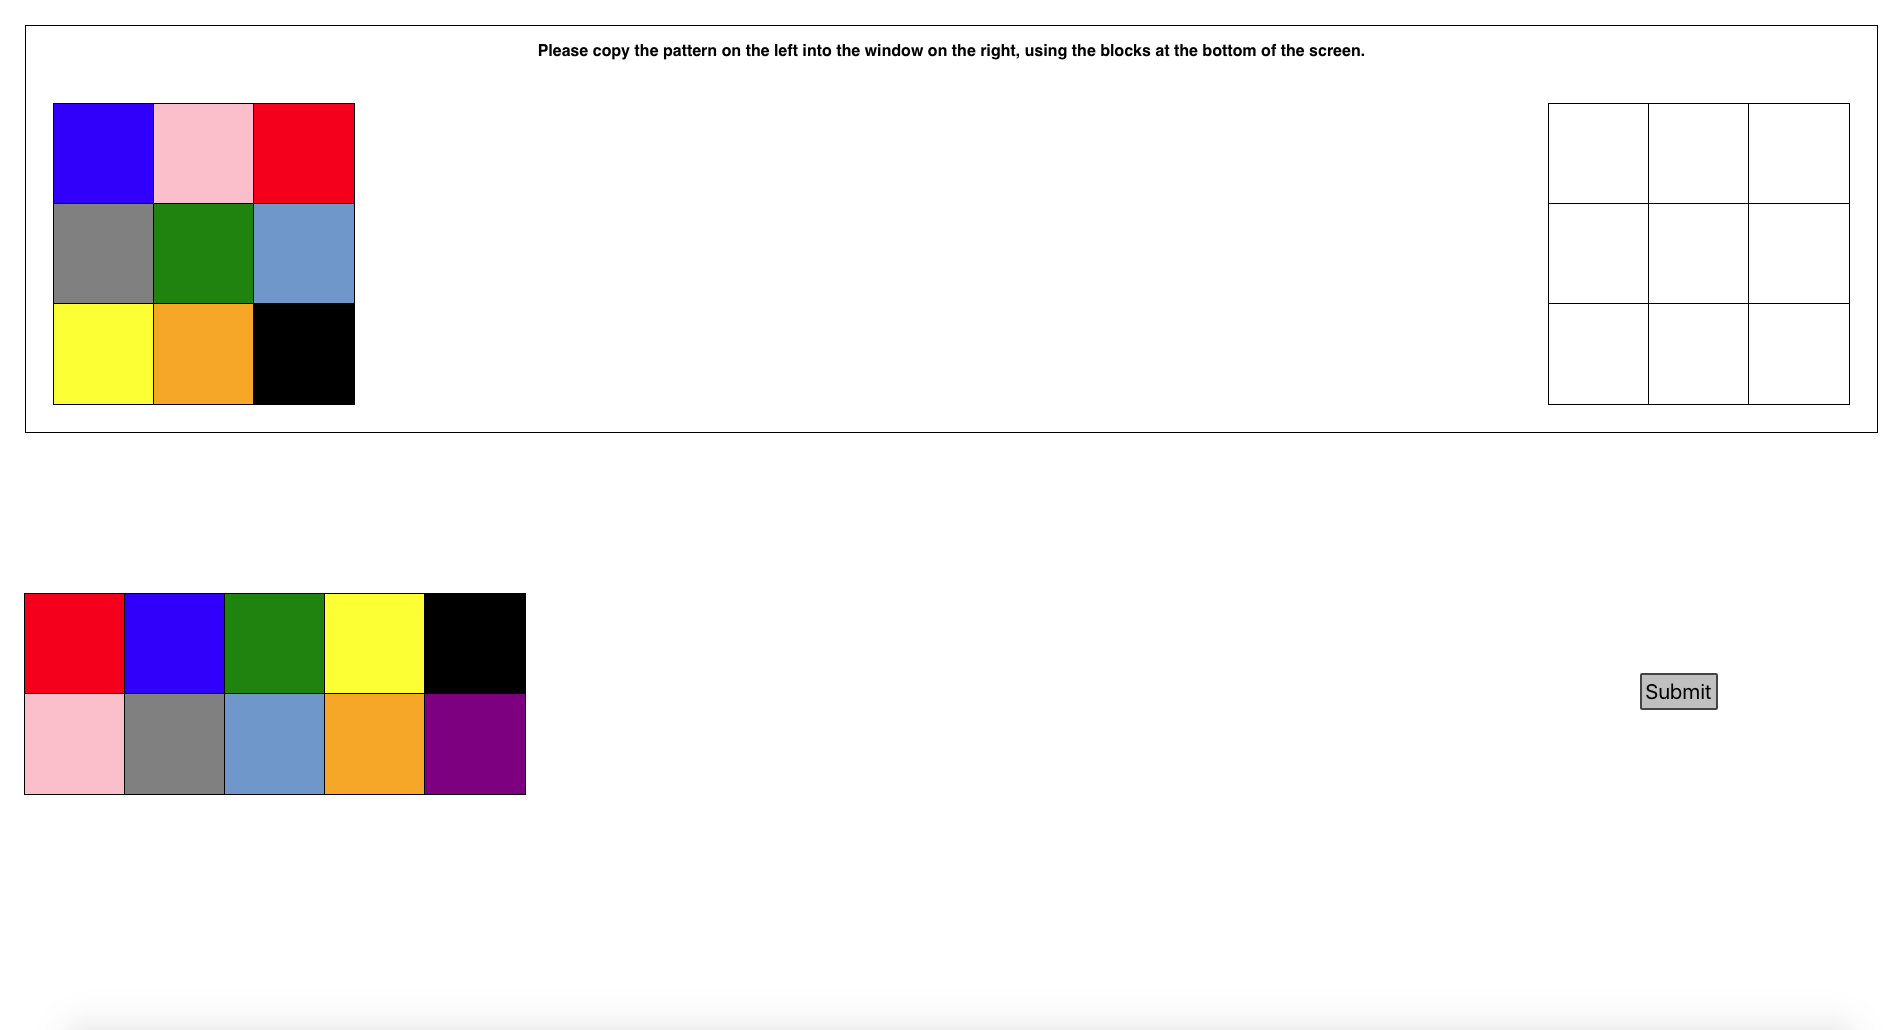 Please copy the pattern on the left into the window on the right, using the blocks at the bottom of the screen.
Submit